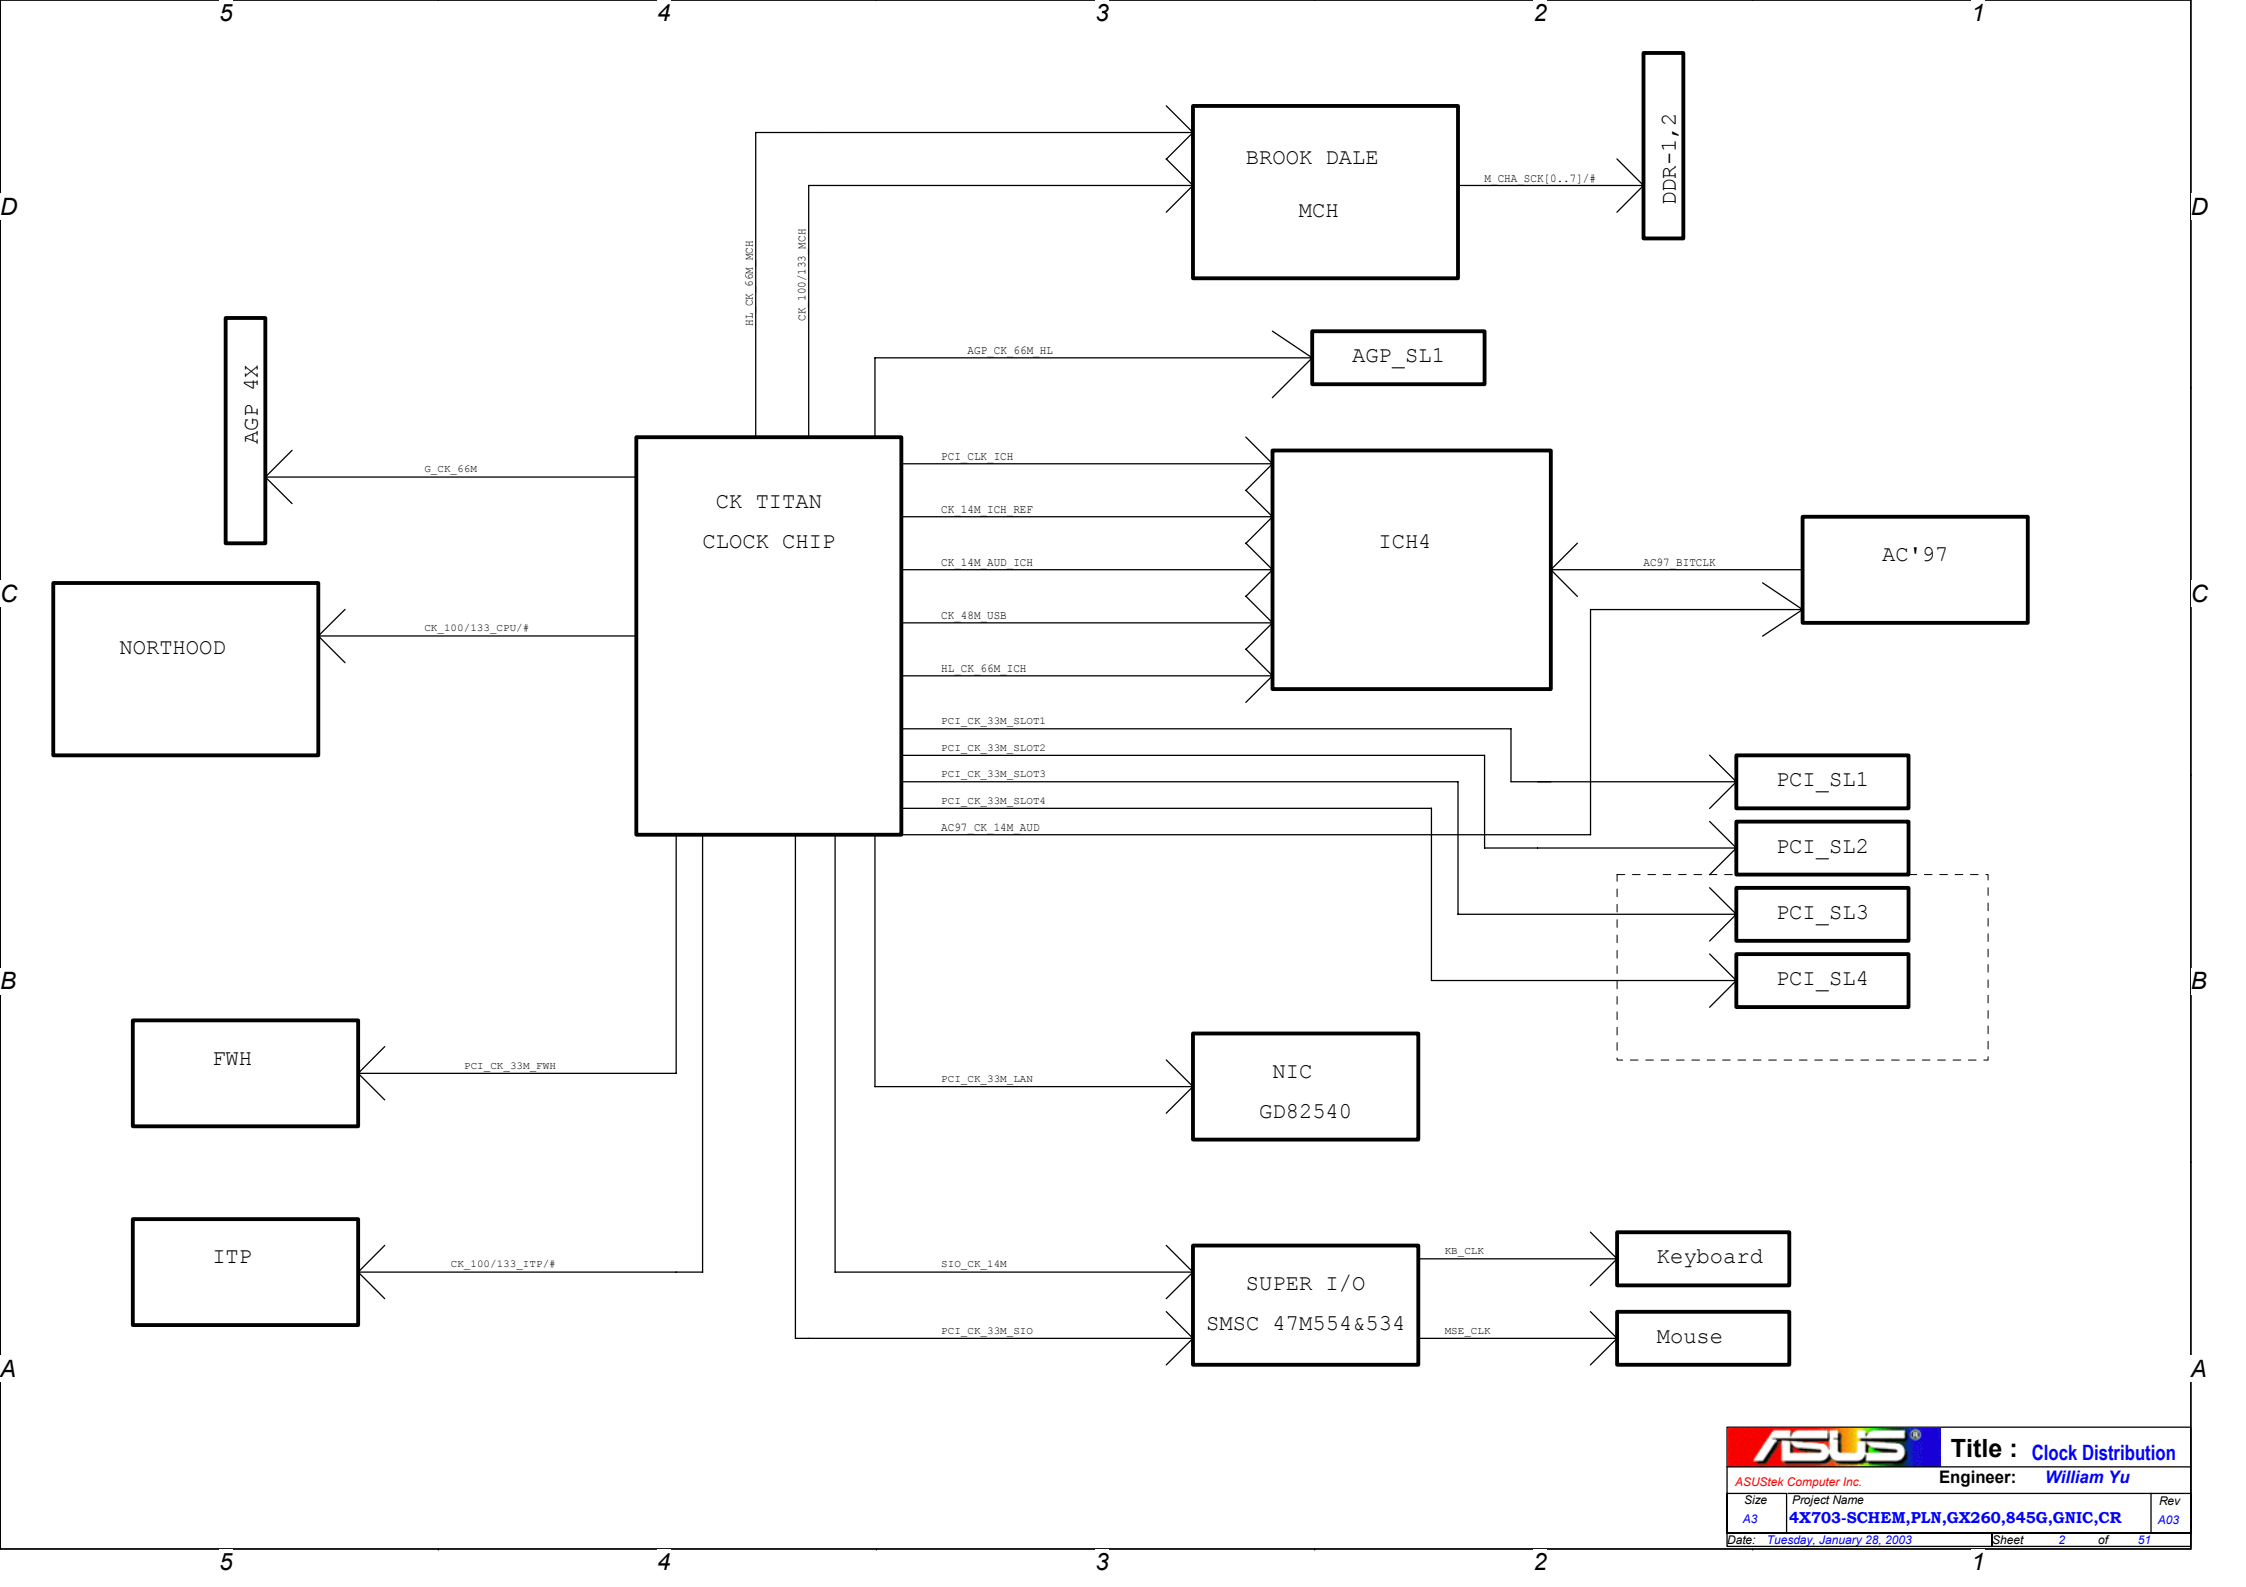 5 4 3 2 1
D
D
C
C
B
B
A
A
BROOK DALE
MCH
M_CHA_SCK[0..7]/#
DDR-1,2
HL_CK_66M_MCH
CK_100/133_MCH
AGP_CK_66M_HL
AGP_SL1
AGP 4X
G_CK_66M
CK TITAN
CLOCK CHIP
PCI_CLK_ICH
CK_14M_ICH_REF
CK_14M_AUD_ICH
CK_48M_USB
HL_CK_66M_ICH
ICH4
AC97_BITCLK
AC'97
NORTHOOD
CK_100/133_CPU/#
PCI_CK_33M_SLOT1
PCI_CK_33M_SLOT2
PCI_CK_33M_SLOT3
PCI_CK_33M_SLOT4
AC97_CK_14M_AUD
PCI_SL1
PCI_SL2
PCI_SL3
PCI_SL4
FWH
PCI_CK_33M_FWH
PCI_CK_33M_LAN
NIC
GD82540
ITP
CK_100/133_ITP/#
SIO_CK_14M
PCI_CK_33M_SIO
SUPER I/O
SMSC 47M554&534
KB_CLK
MSE_CLK
Keyboard
Mouse
ASUS®
Title : Clock Distribution
ASUStek Computer Inc.
Engineer: William Yu
Size
A3
Project Name
4X703-SCHEM,PLN,GX260,845G,GNIC,CR
Rev
A03
Date: Tuesday, January 28, 2003
Sheet 2 of 51
5 4 3 2 1